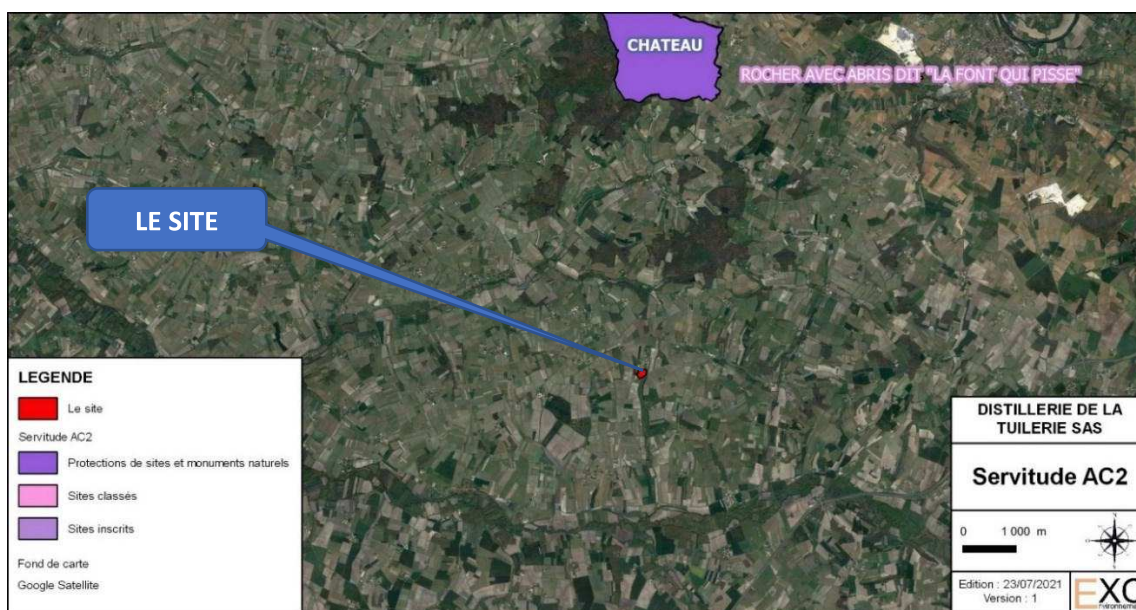 CHATEAU
ROCHER AVEC ABRIS DIT "LA FONT QUI PISSE"
LE SITE
LEGENDE
Le site
Servitude AC2
Protections de sites et monuments naturels
Sites classés
Sites inscrits
Fond de carte
Google Satellite
DISTILLERIE DE LA
TUILERIE SAS
Servitude AC2
0 1 000 m
Edition : 23/07/2021
Version : 1